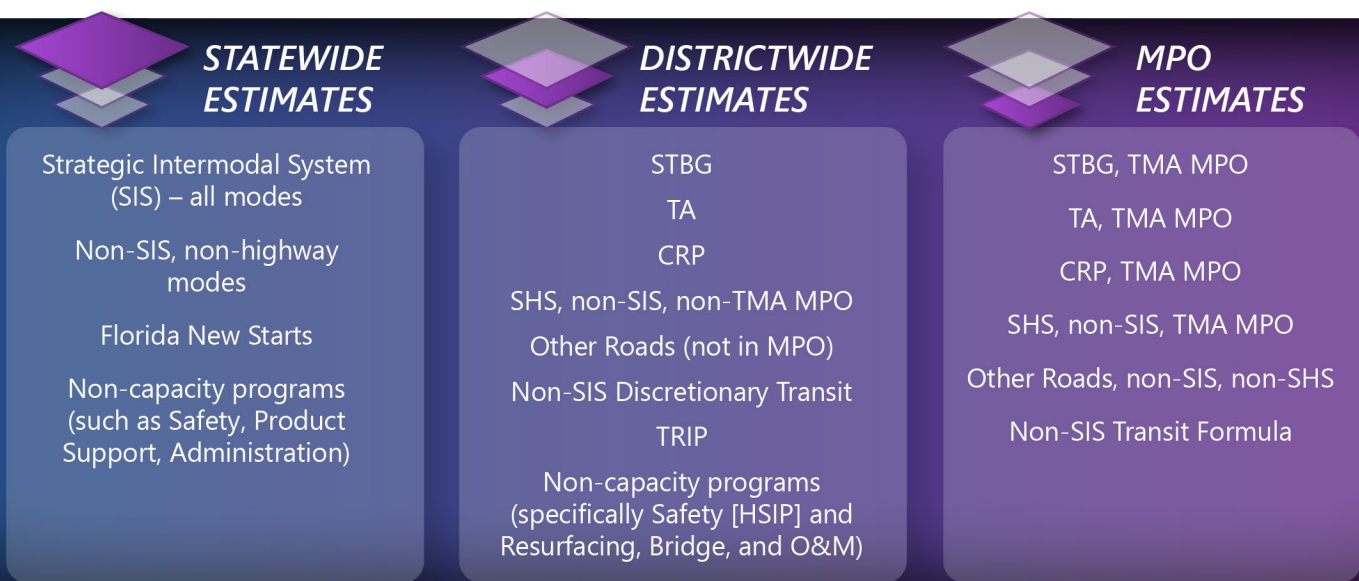 STATEWIDE
ESTIMATES
Strategic Intermodal System
(SIS) – all modes
Non-SIS, non-highway
modes
Florida New Starts
Non-capacity programs
(such as Safety, Product
Support, Administration)
DISTRICTWIDE
ESTIMATES
STBG
TA
CRP
SHS, non-SIS, non-TMA MPO
Other Roads (not in MPO)
Non-SIS Discretionary Transit
TRIP
Non-capacity programs
(specifically Safety [HSIP] and
Resurfacing, Bridge, and O&M)
MPO
ESTIMATES
STBG, TMA MPO
TA, TMA MPO
CRP, TMA MPO
SHS, non-SIS, TMA MPO
Other Roads, non-SIS, non-SHS
Non-SIS Transit Formula